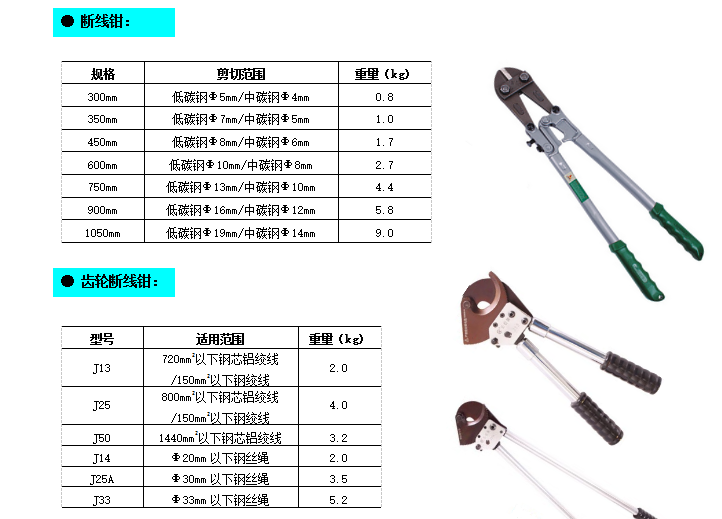 ● 断线钳：
规格 剪切范围 重量（kg）
300mm 低碳钢Φ5mm/中碳钢Φ4mm 0.8
350mm 低碳钢Φ7mm/中碳钢Φ5mm 1.0
450mm 低碳钢Φ8mm/中碳钢Φ6mm 1.7
600mm 低碳钢Φ10mm/中碳钢Φ8mm 2.7
750mm 低碳钢Φ13mm/中碳钢Φ10mm 4.4
900mm 低碳钢Φ16mm/中碳钢Φ12mm 5.8
1050mm 低碳钢Φ19mm/中碳钢Φ14mm 9.0
● 齿轮断线钳：
型号 适用范围 重量（kg）
J13 720mm²以下钢芯铝绞线 2.0
/150mm²以下钢绞线
J25 800mm²以下钢芯铝绞线 4.0
/150mm²以下钢绞线
J50 1440mm²以下钢芯铝绞线 3.2
J14 Φ20mm 以下钢丝绳 2.0
J25A Φ30mm 以下钢丝绳 3.5
J33 Φ33mm 以下钢丝绳 5.2